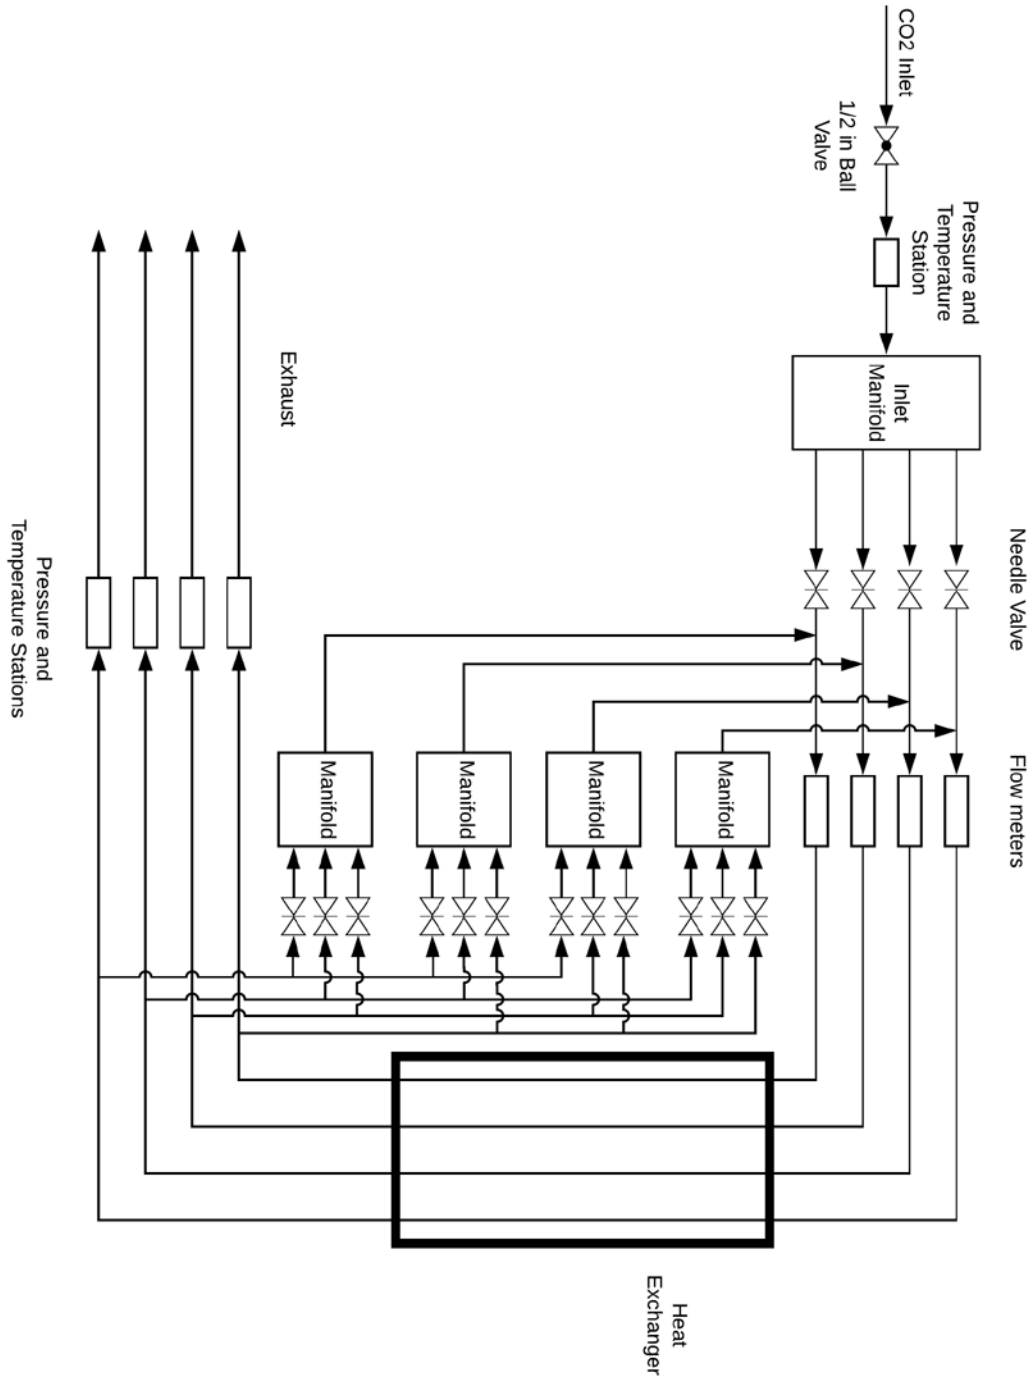 CO2 Inlet
1/2 in Ball
Valve
Pressure and
Temperature
Station
Inlet
Manifold
Needle Valve
Flow meters
Manifold
Manifold
Manifold
Manifold
Exhaust
Pressure and
Temperature Stations
Heat
Exchanger